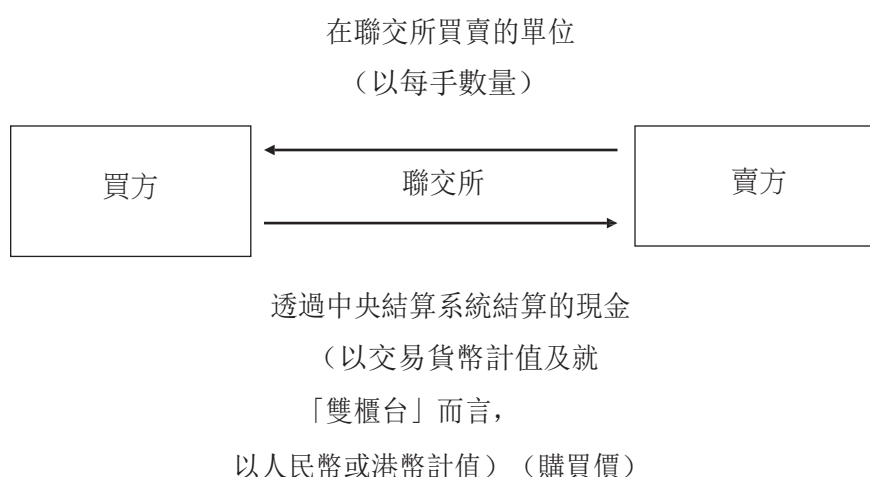 在聯交所買賣的單位
（以每手數量）
買方
聯交所
賣方
透過中央結算系統結算的現金
（以交易貨幣計值及就
「雙櫃台」而言，
以人民幣或港幣計值）（購買價）